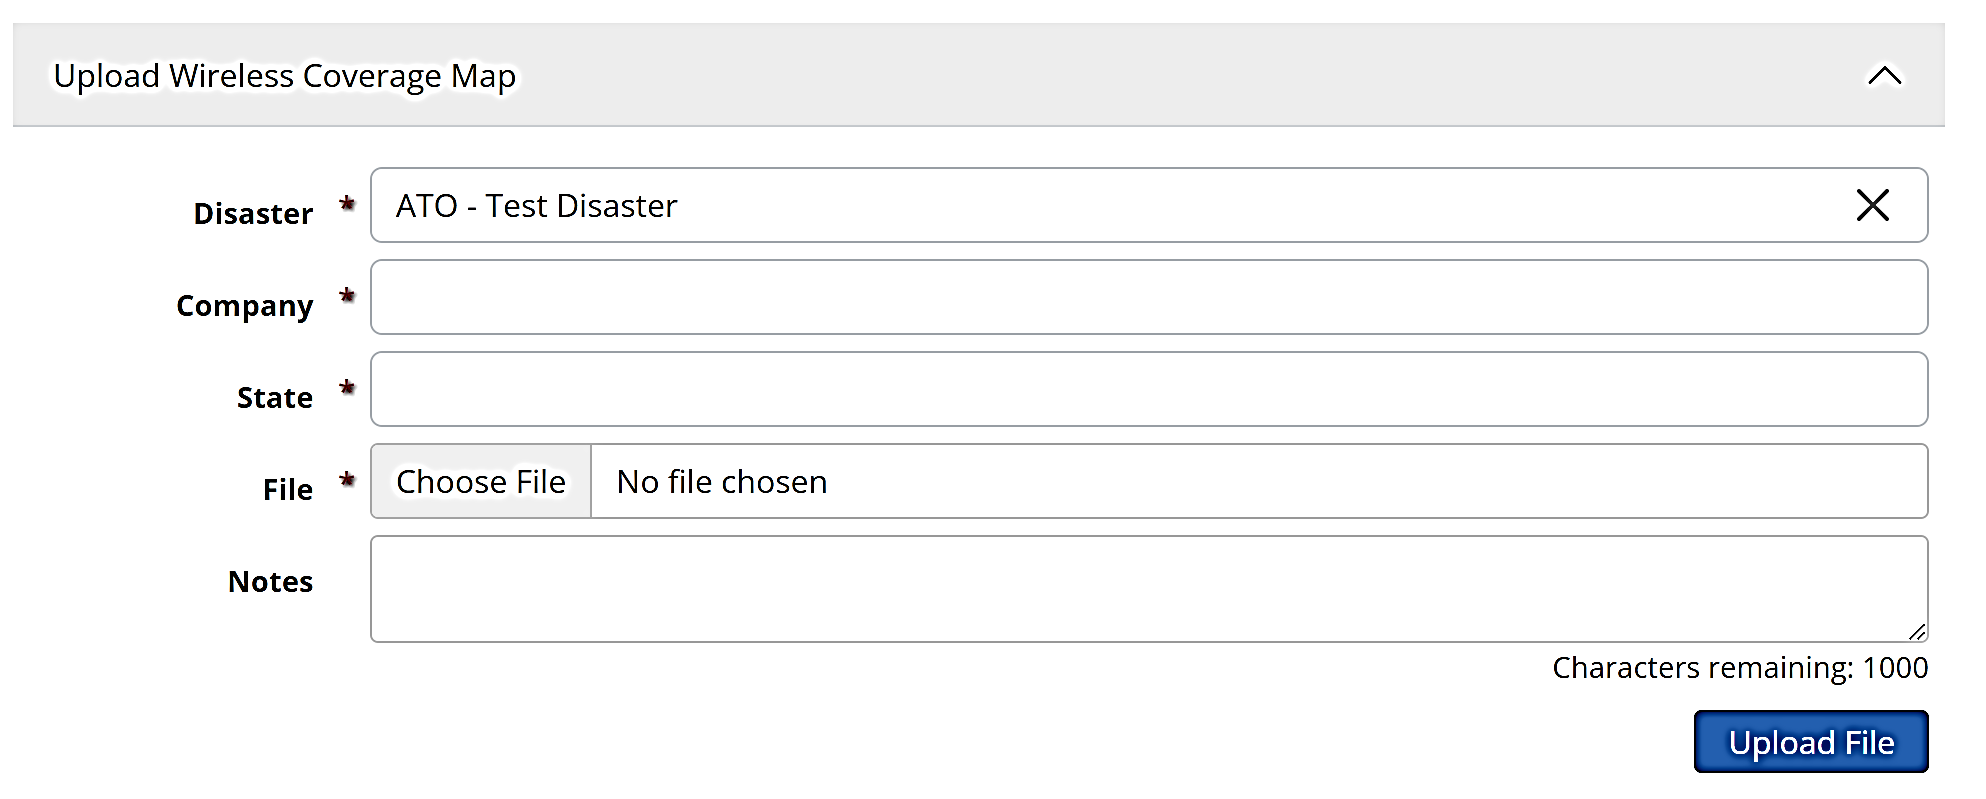 Upload Wireless Coverage Map
Disaster * ATO - Test Disaster
Company *
State *
File * Choose File No file chosen
Notes
Characters remaining: 1000
Upload File